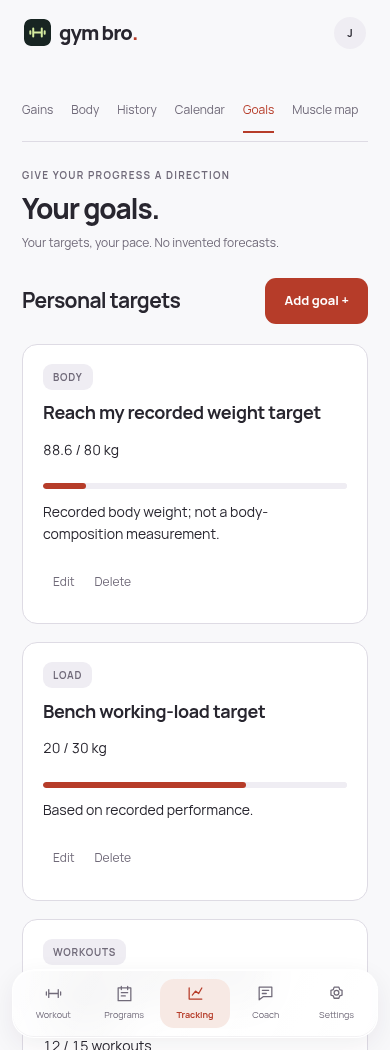 gym bro.
J
Gains Body History Calendar Goals Muscle map
GIVE YOUR PROGRESS A DIRECTION
Your goals.
Your targets, your pace. No invented forecasts.
Personal targets
Add goal +
BODY
Reach my recorded weight target
88.6 / 80 kg
Recorded body weight; not a body-
composition measurement.
Edit Delete
LOAD
Bench working-load target
20 / 30 kg
Based on recorded performance.
Edit Delete
WORKOUTS
Workout Programs Tracking Coach Settings
12 / 15 workouts